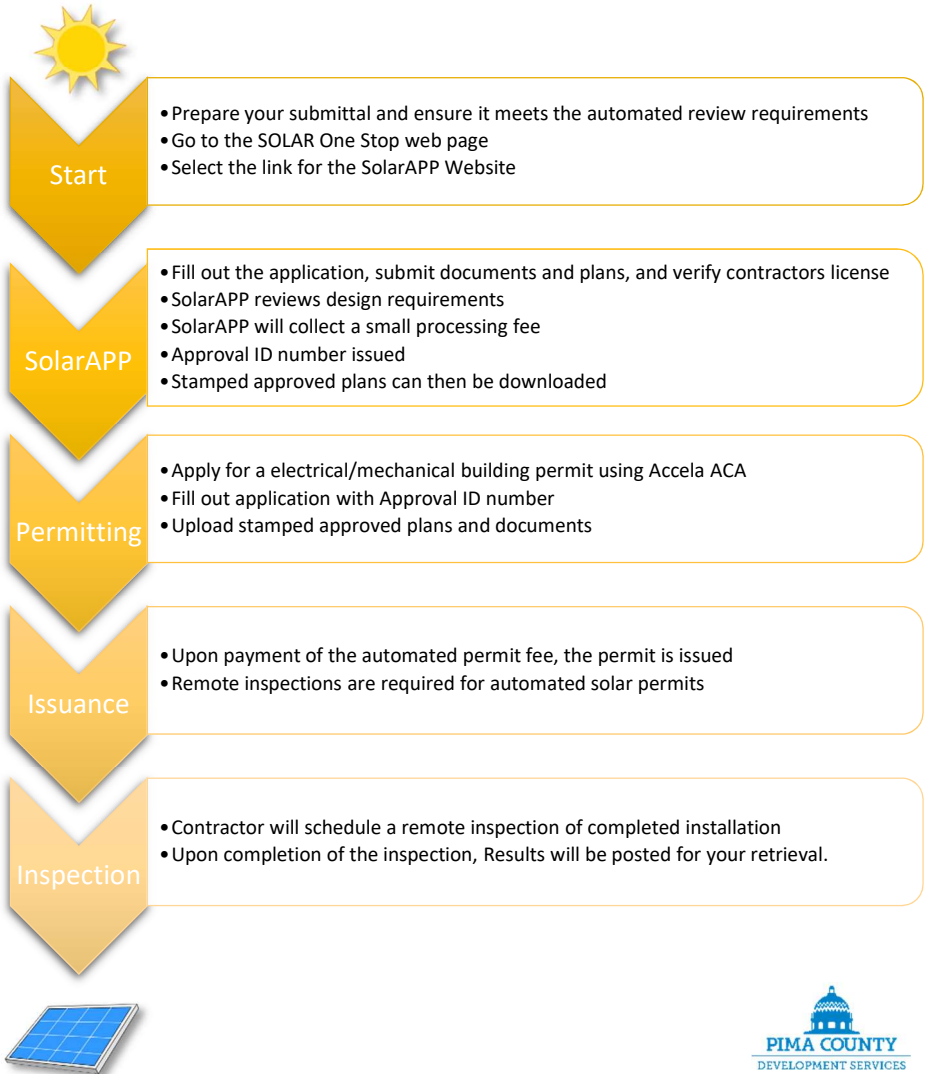 Start
•Prepare your submittal and ensure it meets the automated review requirements
•Go to the SOLAR One Stop web page
•Select the link for the SolarAPP Website
SolarAPP
•Fill out the application, submit documents and plans, and verify contractors license
•SolarAPP reviews design requirements
•SolarAPP will collect a small processing fee
•Approval ID number issued
•Stamped approved plans can then be downloaded
Permitting
•Apply for a electrical/mechanical building permit using Accela ACA
•Fill out application with Approval ID number
•Upload stamped approved plans and documents
Issuance
•Upon payment of the automated permit fee, the permit is issued
•Remote inspections are required for automated solar permits
Inspection
•Contractor will schedule a remote inspection of completed installation
•Upon completion of the inspection, Results will be posted for your retrieval.
PIMA COUNTY
DEVELOPMENT SERVICES